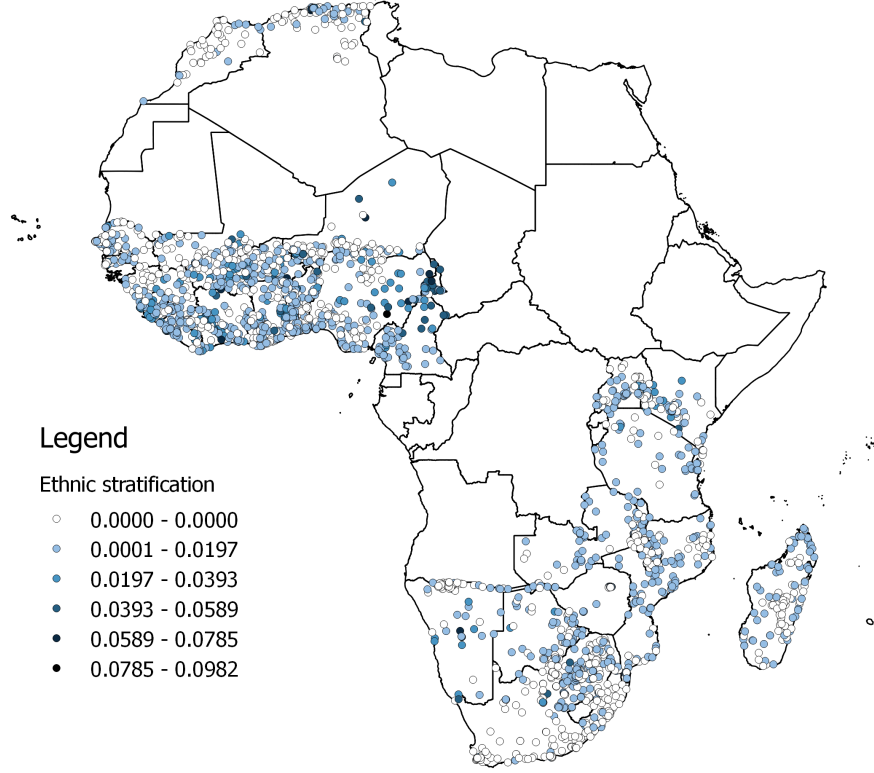 Legend
Ethnic stratification
0.0000 - 0.0000
0.0001 - 0.0197
0.0197 - 0.0393
0.0393 - 0.0589
0.0589 - 0.0785
0.0785 - 0.0982